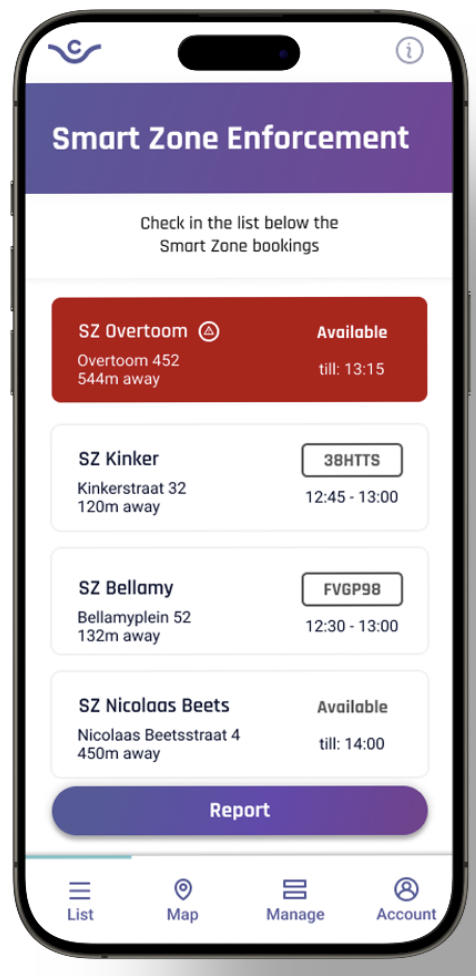 C
i
Smart Zone Enforcement
Check in the list below the
Smart Zone bookings
SZ Overtoom
Available
Overtoom 452
till: 13:15
544m away
SZ Kinker
38HTTS
Kinkerstraat 32
12:45 - 13:00
120m away
SZ Bellamy
FVGP98
Bellamyplein 52
12:30 - 13:00
132m away
SZ Nicolaas Beets
Available
Nicolaas Beetsstraat 4
till: 14:00
450m away
Report
List
Map
Manage
Account